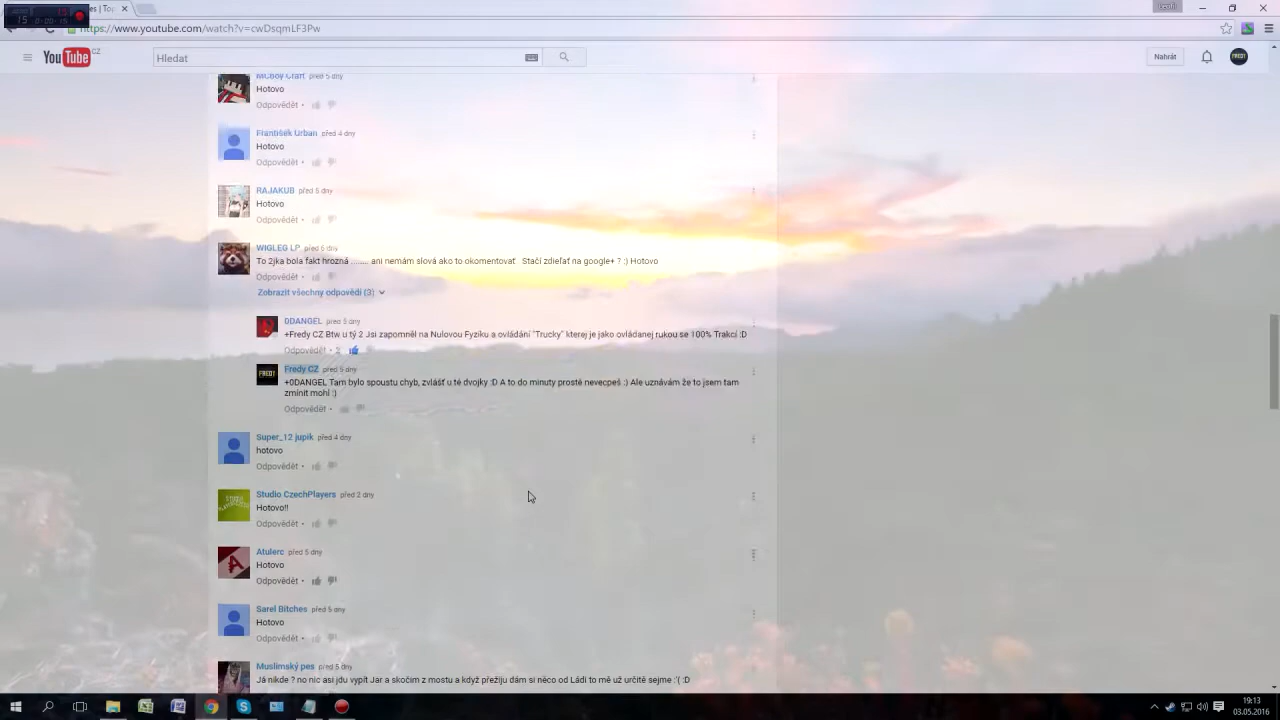 https://www.youtube.com/watch?v=cwDsqmLF3Pw
YouTube CZ
Hledat
Nahrát
MCBoy Craft před 5 dny
Hotovo
Odpovědět •
František Urban před 4 dny
Hotovo
Odpovědět •
RAJAKUB před 5 dny
Hotovo
Odpovědět •
WIGLEG LP před 5 dny
To 2jka bola fakt hrozná ........ ani nemám slová ako to okomentovať Stačí zdieľať na google+ ? :) Hotovo
Odpovědět •
Zobrazit všechny odpovědi (3)
0DANGEL před 5 dny
+Fredy CZ Btw u tý 2 Jsi zapomněl na Nulovou Fyziku a ovládání "Trucky" kterej je jako ovládanej rukou se 100% Trakcí :D
Odpovědět • 2
Fredy CZ před 5 dny
+0DANGEL Tam bylo spoustu chyb, zvlášť u té dvojky :D A to do minuty prostě nevecpeš :) Ale uznávám že to jsem tam
zmínit mohl :)
Odpovědět •
Super_12 jupik před 4 dny
hotovo
Odpovědět •
Studio CzechPlayers před 2 dny
Hotovo!!
Odpovědět •
Atulerc před 5 dny
Hotovo
Odpovědět •
Sarel Bitches před 5 dny
Hotovo
Odpovědět •
Muslimský pes před 5 dny
Já nikde ? no nic asi jdu vypít Jar a skočim z mostu a když přežiju dám si něco od Ládi to mě už určitě sejme :'( :D
19:13
03.05.2016